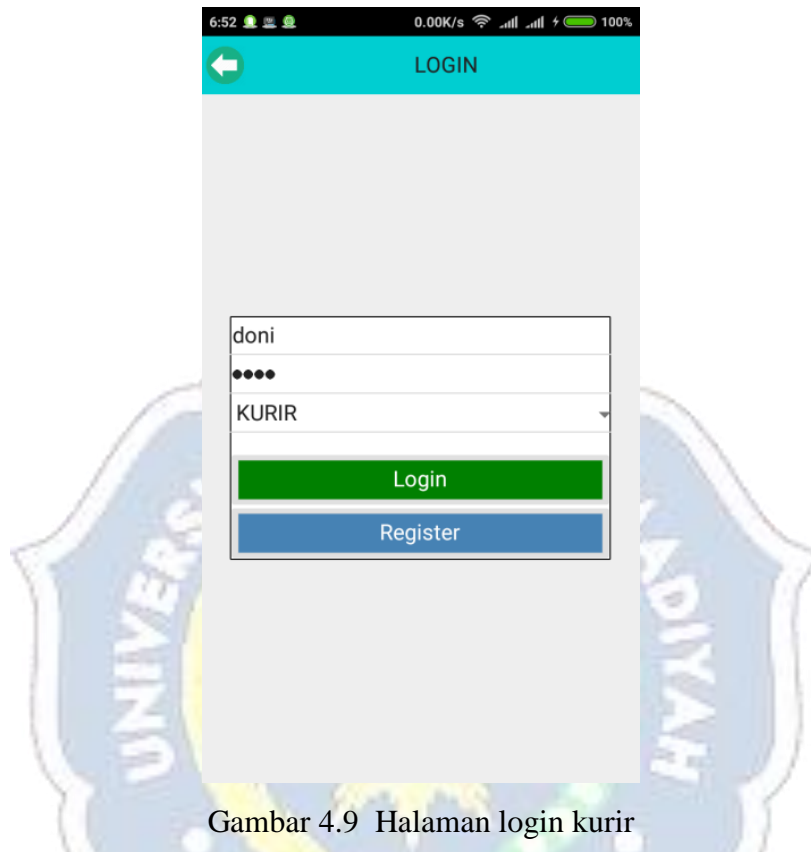 6:52 0.00K/s 100%
LOGIN
doni
●●●●
KURIR
Login
Register
Gambar 4.9 Halaman login kurir